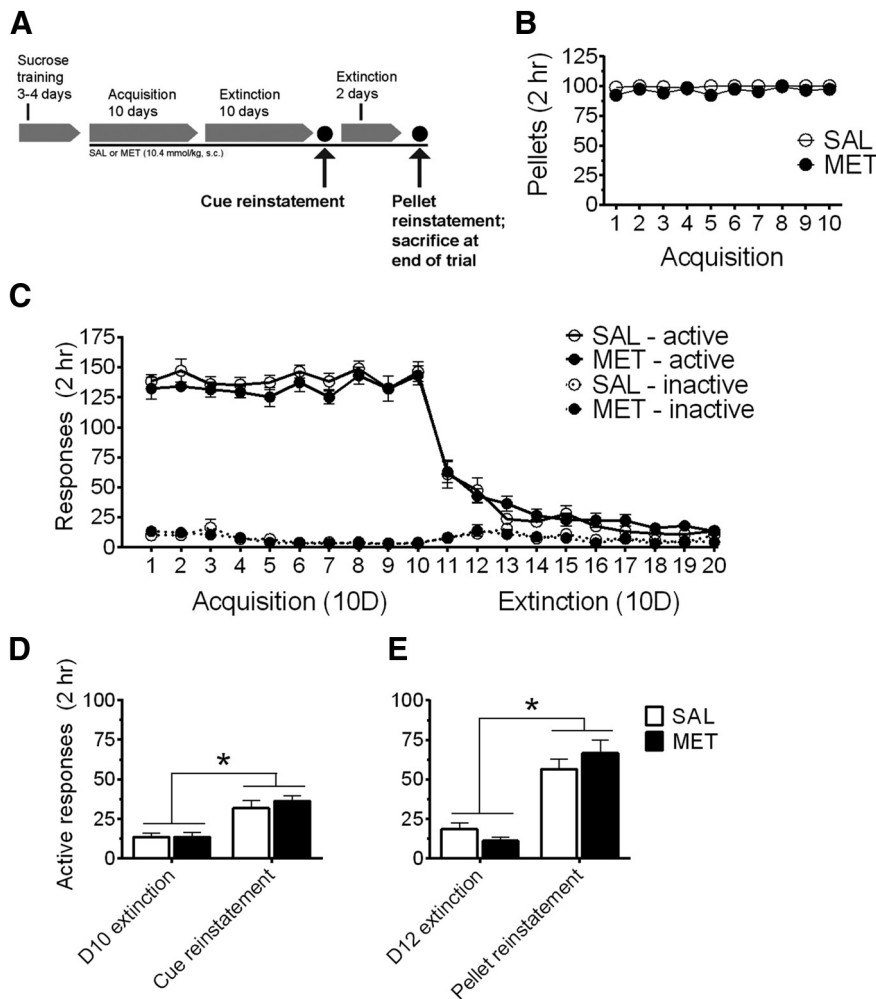 A
Sucrose
training
3-4 days
Acquisition
10 days
Extinction
10 days
Extinction
2 days
SAL or MET (10.4 mmol/kg, s.c.)
Cue reinstatement
Pellet
reinstatement;
sacrifice at
end of trial
B
Pellets (2 hr)
125
100
75
50
25
0
SAL
MET
1 2 3 4 5 6 7 8 9 10
Acquisition
C
Responses (2 hr)
175
150
125
100
75
50
25
0
SAL - active
MET - active
SAL - inactive
MET - inactive
1 2 3 4 5 6 7 8 9 10 11 12 13 14 15 16 17 18 19 20
Acquisition (10D)
Extinction (10D)
D
Active responses (2 hr)
100
75
50
25
0
*
D10 extinction
Cue reinstatement
E
100
75
50
25
0
*
SAL
MET
D12 extinction
Pellet reinstatement